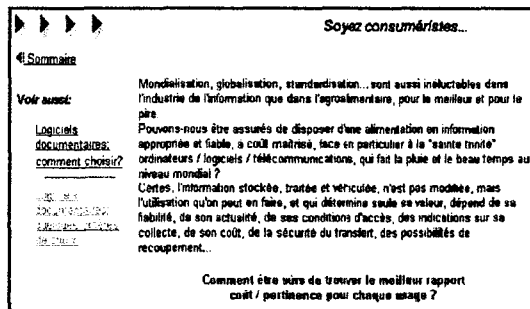 Soyez consuméristes...
Sommaire
Voir aussi:
Logiciels
documentaires:
comment choisir?
Mondialisation, globalisation, standardisation... sont aussi inéluctables dans
l'industrie de l'information que dans l'agroalimentaire, pour le meilleur et pour le
pire.
Pouvons-nous être assurés de disposer d'une alimentation en information
appropriée et fiable, à coût maîtrisé, face en particulier à la "sainte trinité"
ordinateurs / logiciels / télécommunications, qui fait la pluie et le beau temps au
niveau mondial ?
Certes, l'information stockée, traitée et véhiculée, n'est pas modifiée, mais
l'utilisation qu'on peut en faire, et qui détermine seule sa valeur, dépend de sa
fiabilité, de son actualité, de ses conditions d'accès, des indications sur sa
collecte, de son coût, de la sécurité du transfert, des possibilités de
recoupement...
Comment être sûrs de trouver le meilleur rapport
coût / pertinence pour chaque usage ?